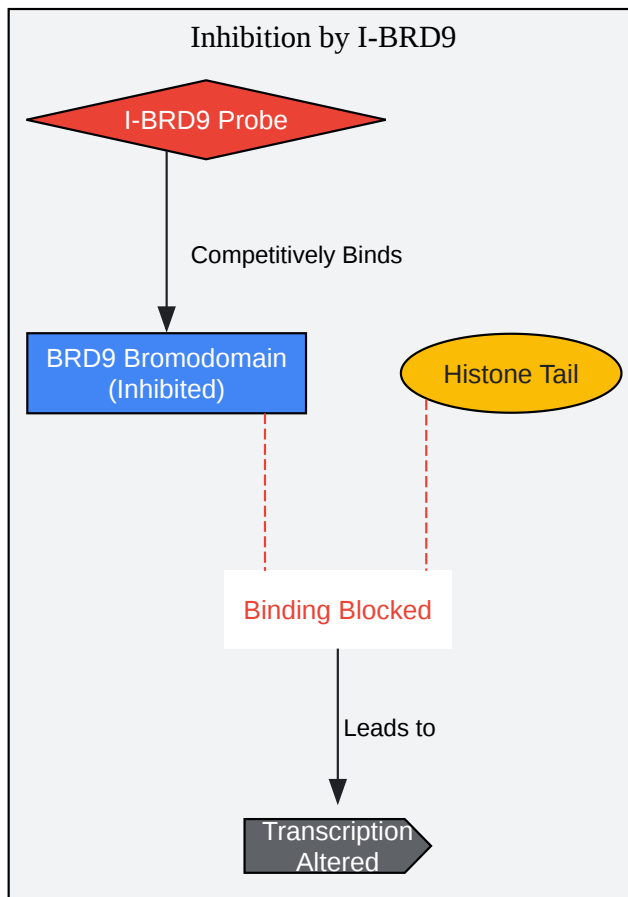 Inhibition by I-BRD9
I-BRD9 Probe
Competitively Binds
BRD9 Bromodomain
(Inhibited)
Histone Tail
Binding Blocked
Leads to
Transcription
Altered